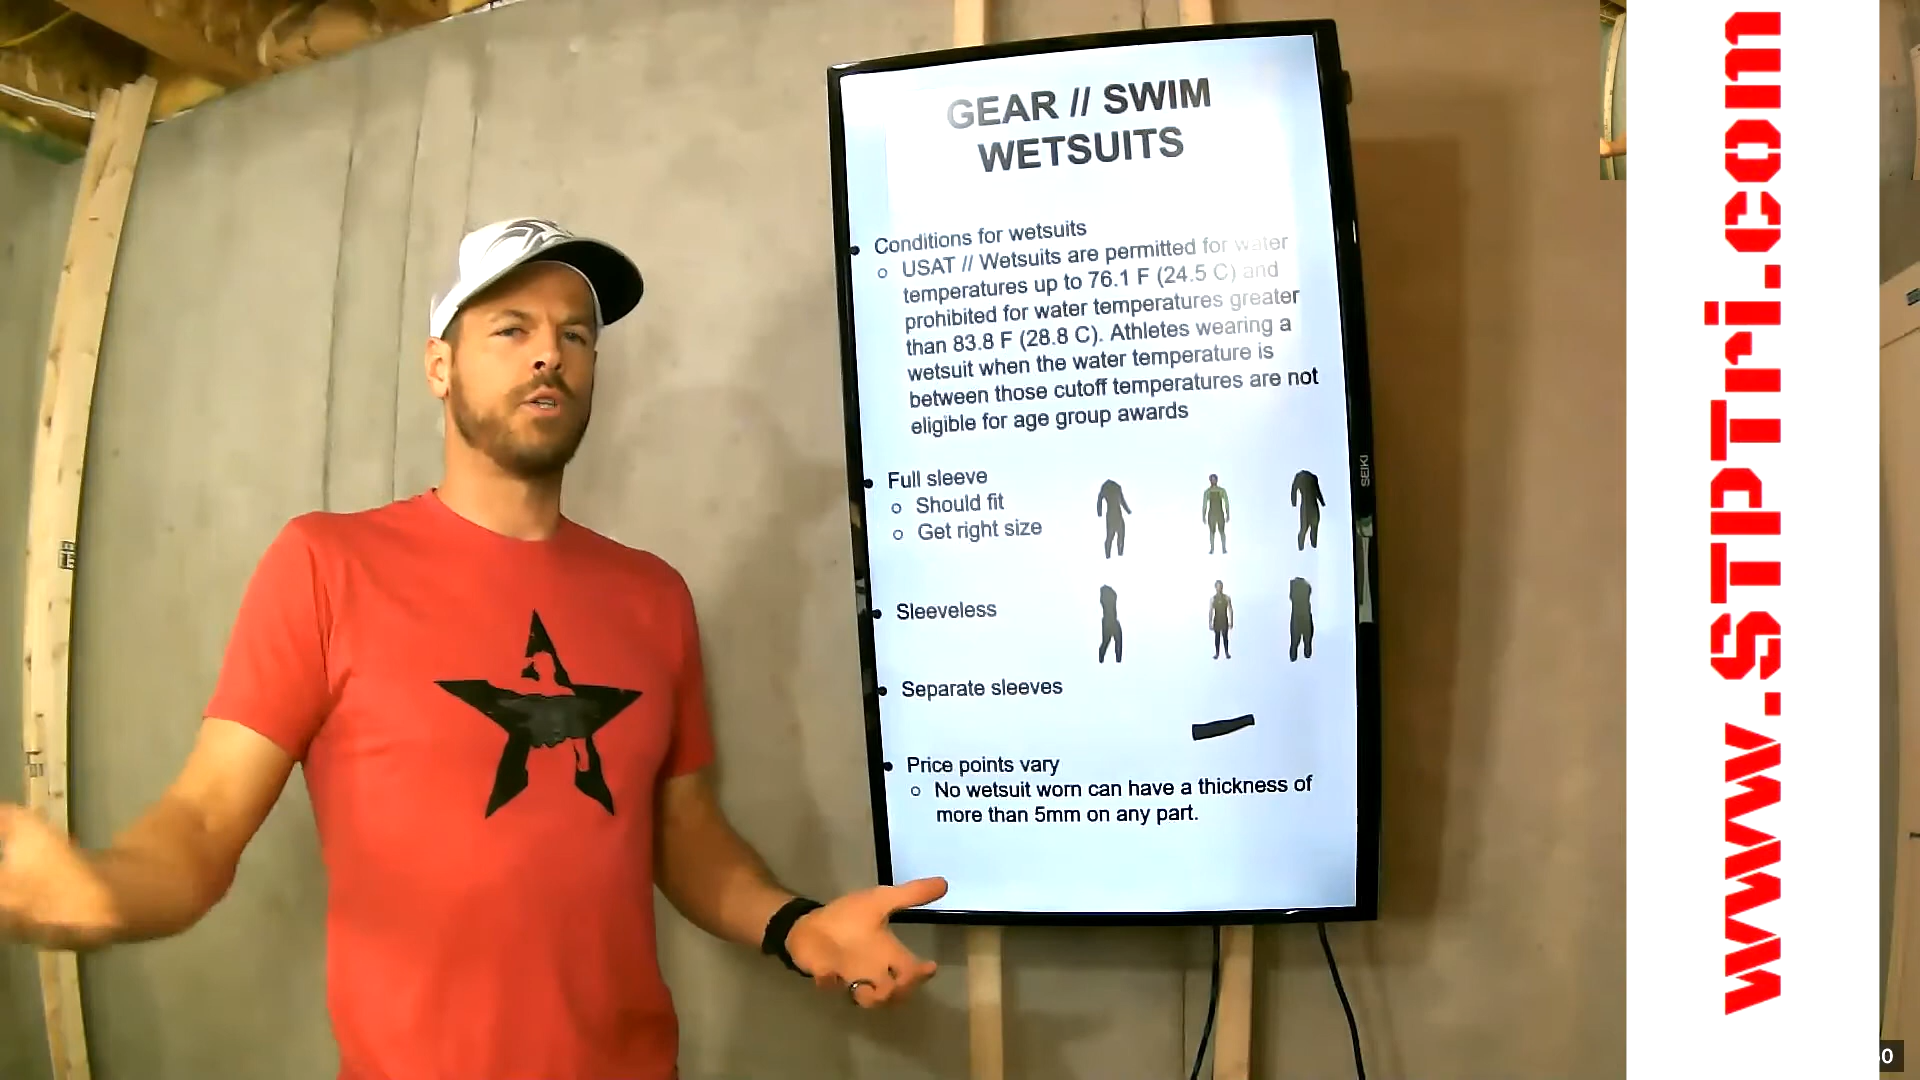 GEAR // SWIM
WETSUITS
Conditions for wetsuits
USAT // Wetsuits are permitted for water
temperatures up to 76.1 F (24.5 C) and
prohibited for water temperatures greater
than 83.8 F (28.8 C). Athletes wearing a
wetsuit when the water temperature is
between those cutoff temperatures are not
eligible for age group awards
Full sleeve
Should fit
Get right size
Sleeveless
Separate sleeves
Price points vary
No wetsuit worn can have a thickness of
more than 5mm on any part.
SEIKI
www.STPTri.com